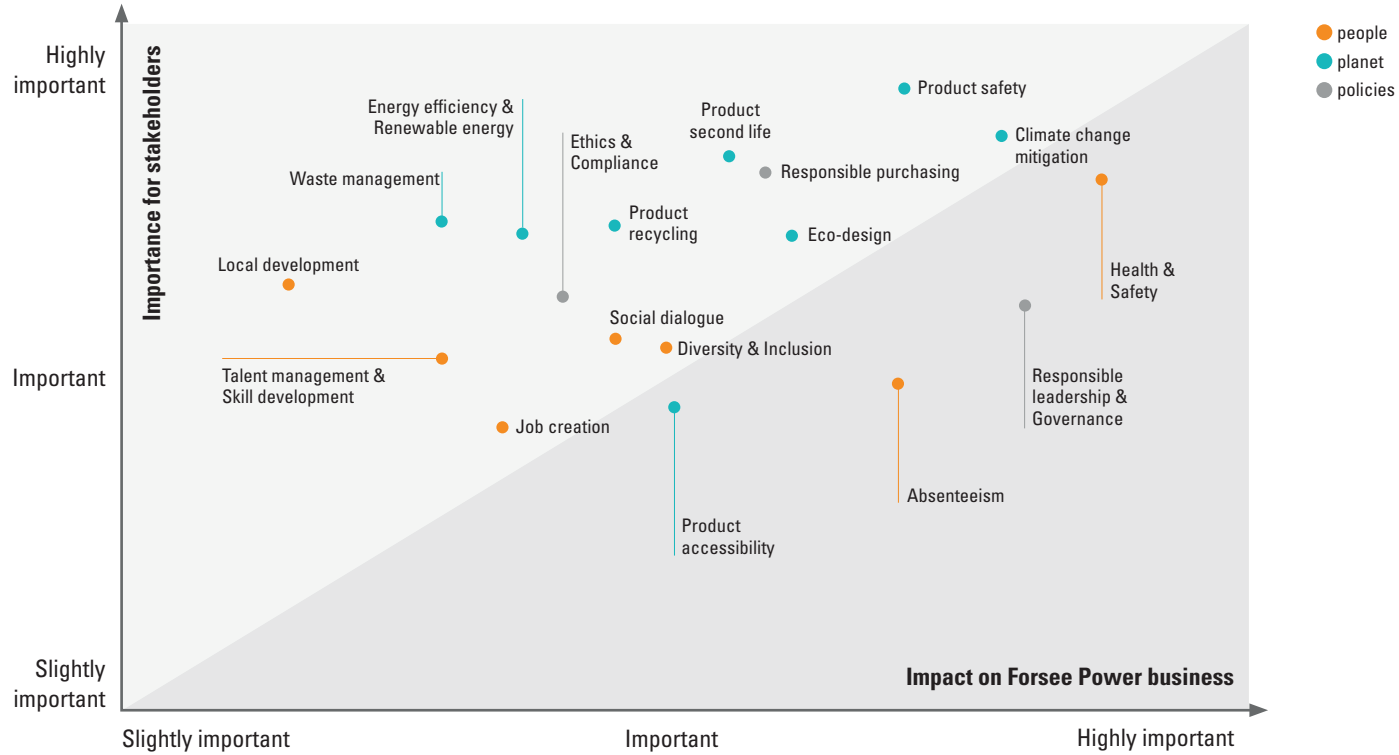 Highly
important
Important
Slightly
important
Importance for stakeholders
people
planet
policies
Product safety
Energy efficiency &
Renewable energy
Product
second life
Ethics &
Compliance
Climate change
mitigation
Waste management
Responsible purchasing
Product
recycling
Eco-design
Local development
Health &
Safety
Social dialogue
Diversity & Inclusion
Talent management &
Skill development
Responsible
leadership &
Governance
Job creation
Absenteeism
Product
accessibility
Impact on Forsee Power business
Slightly important
Important
Highly important